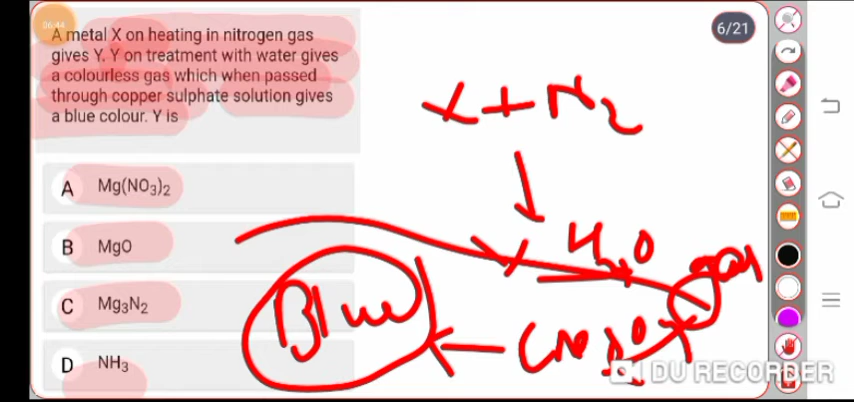 06:44
6/21
A metal X on heating in nitrogen gas
gives Y. Y on treatment with water gives
a colourless gas which when passed
through copper sulphate solution gives
a blue colour. Y is
X + N2
A Mg(NO3)2
B MgO
C Mg3N2
D NH3
H2O
gas
Blue
DU RECORDER